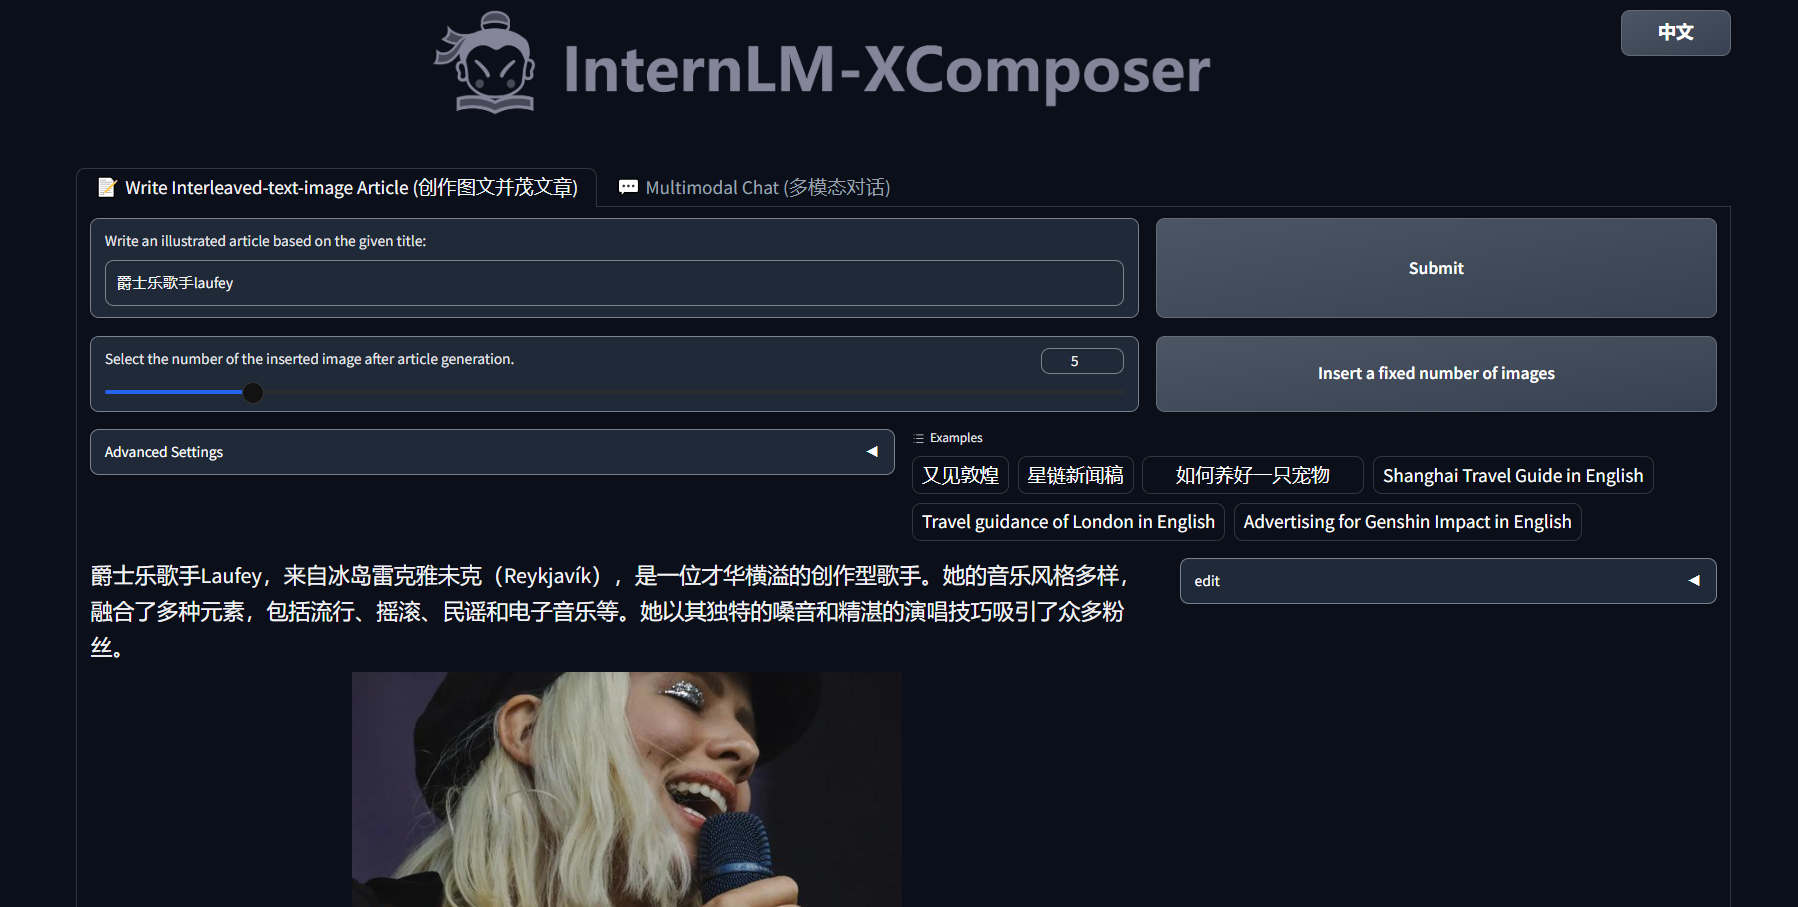 InternLM-XComposer
中文
📝 Write Interleaved-text-image Article (创作图文并茂文章)
💬 Multimodal Chat (多模态对话)
Write an illustrated article based on the given title:
爵士乐歌手laufey
Submit
Select the number of the inserted image after article generation.
5
Insert a fixed number of images
Advanced Settings
Examples
又见敦煌
星链新闻稿
如何养好一只宠物
Shanghai Travel Guide in English
Travel guidance of London in English
Advertising for Genshin Impact in English
爵士乐歌手Laufey，来自冰岛雷克雅未克（Reykjavík），是一位才华横溢的创作型歌手。她的音乐风格多样，
融合了多种元素，包括流行、摇滚、民谣和电子音乐等。她以其独特的嗓音和精湛的演唱技巧吸引了众多粉
丝。
edit